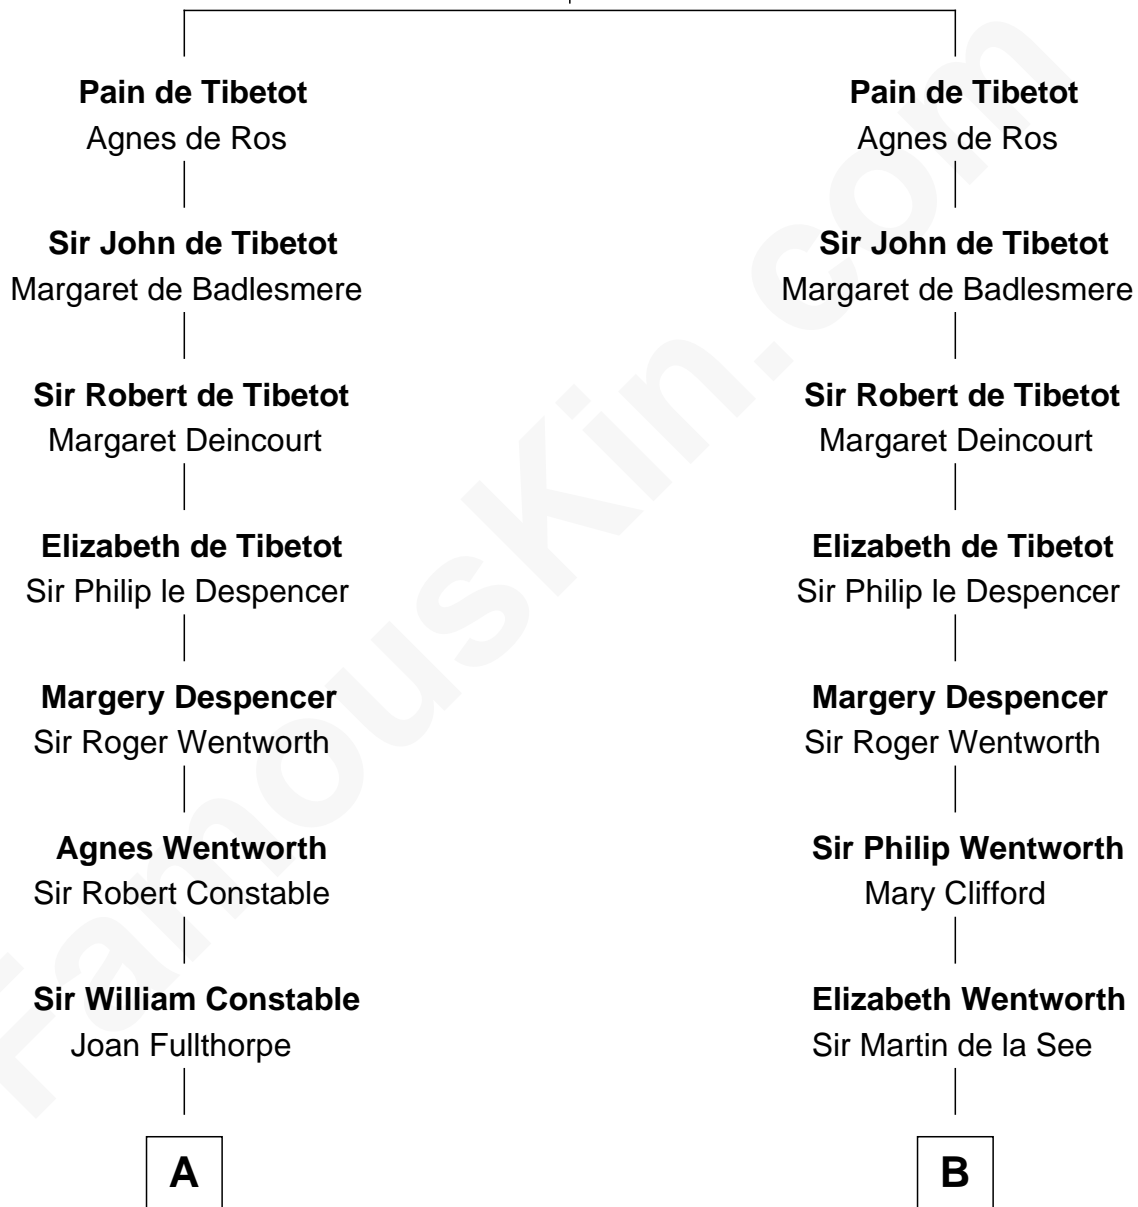 Pain de Tibetot
Agnes de Ros
Sir John de Tibetot
Margaret de Badlesmere
Sir Robert de Tibetot
Margaret Deincourt
Elizabeth de Tibetot
Sir Philip le Despencer
Margery Despencer
Sir Roger Wentworth
Agnes Wentworth
Sir Robert Constable
Sir William Constable
Joan Fullthorpe
A
Pain de Tibetot
Agnes de Ros
Sir John de Tibetot
Margaret de Badlesmere
Sir Robert de Tibetot
Margaret Deincourt
Elizabeth de Tibetot
Sir Philip le Despencer
Margery Despencer
Sir Roger Wentworth
Sir Philip Wentworth
Mary Clifford
Elizabeth Wentworth
Sir Martin de la See
B
FamousKin.com